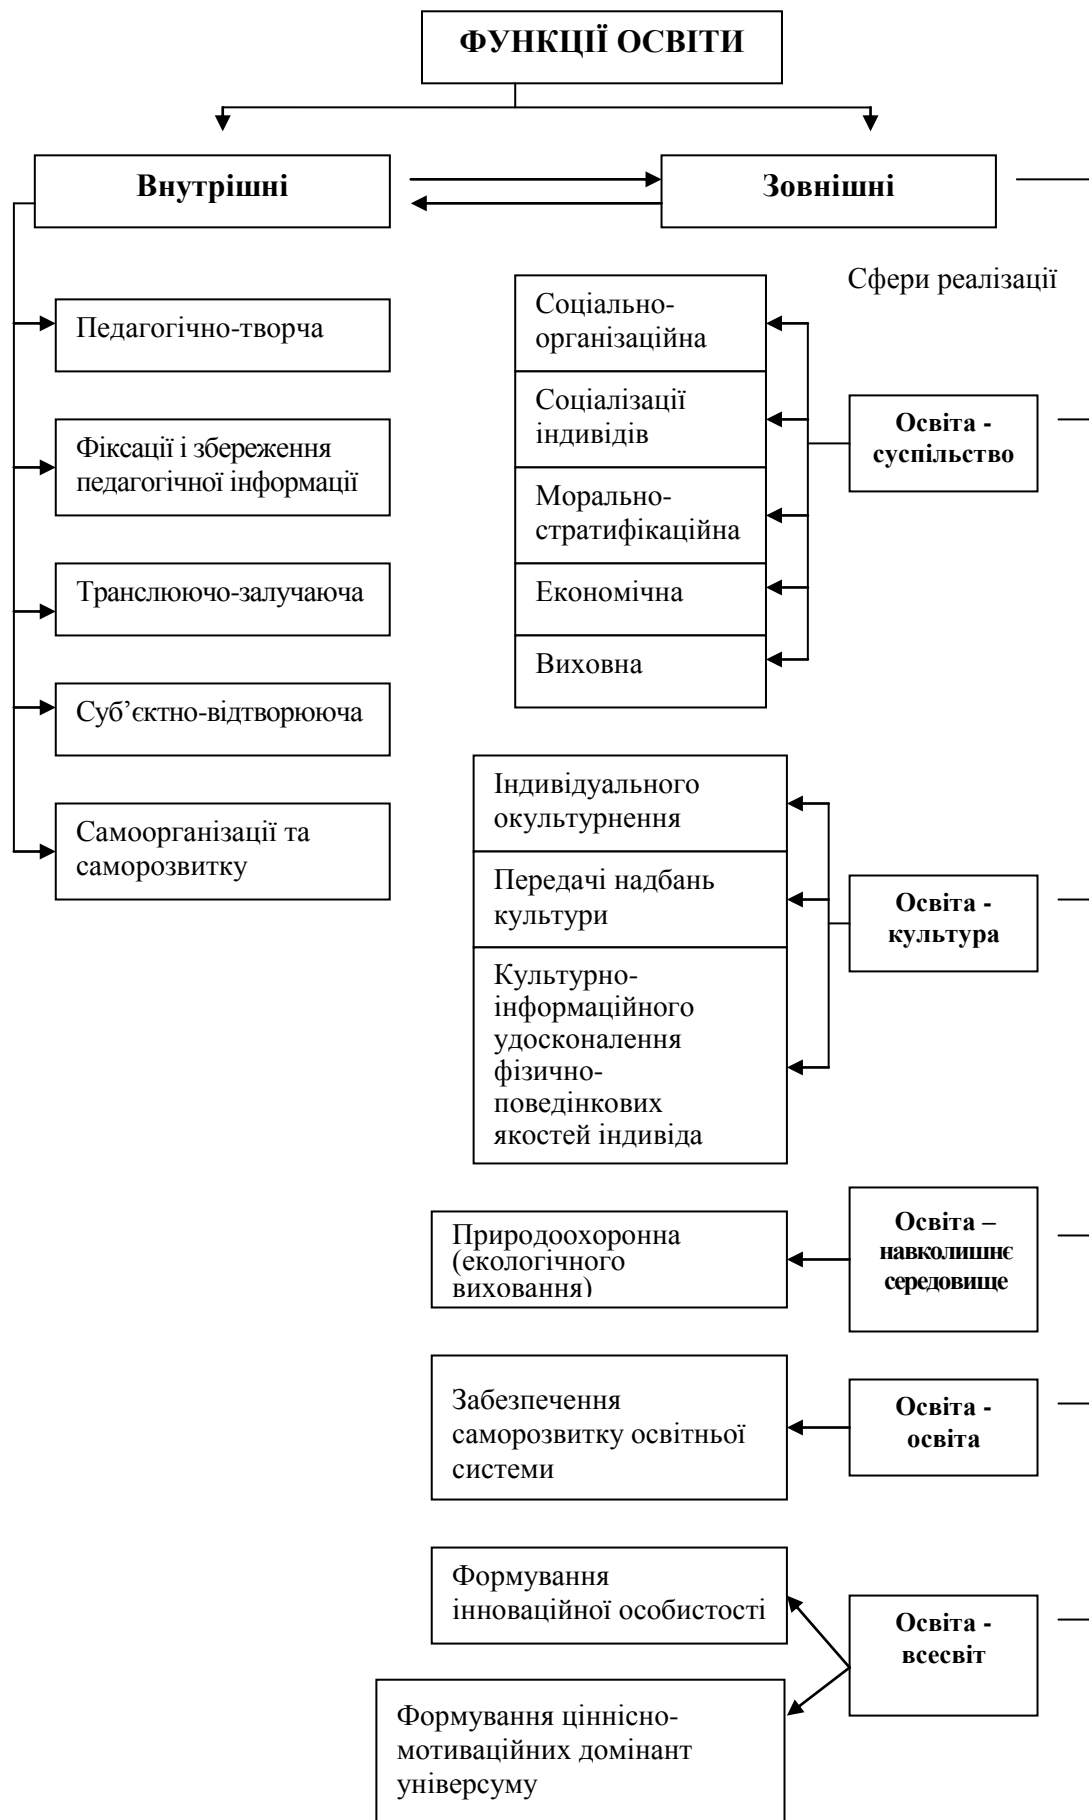 ФУНКЦІЇ ОСВІТИ
Внутрішні
Зовнішні
Сфери реалізації
Педагогічно-творча
Фіксації і збереження
педагогічної інформації
Транслюючо-залучаюча
Суб’єктно-відтворююча
Самоорганізації та
саморозвитку
Соціально-
організаційна
Соціалізації
індивідів
Морально-
стратифікаційна
Економічна
Виховна
Освіта -
суспільство
Індивідуального
окультурнення
Передачі надбань
культури
Культурно-
інформаційного
удосконалення
фізично-
поведінкових
якостей індивіда
Освіта -
культура
Природоохоронна
(екологічного
виховання)
Освіта –
навколишнє
середовище
Забезпечення
саморозвитку освітньої
системи
Освіта -
освіта
Формування
інноваційної особистості
Формування ціннісно-
мотиваційних домінант
універсуму
Освіта -
всесвіт